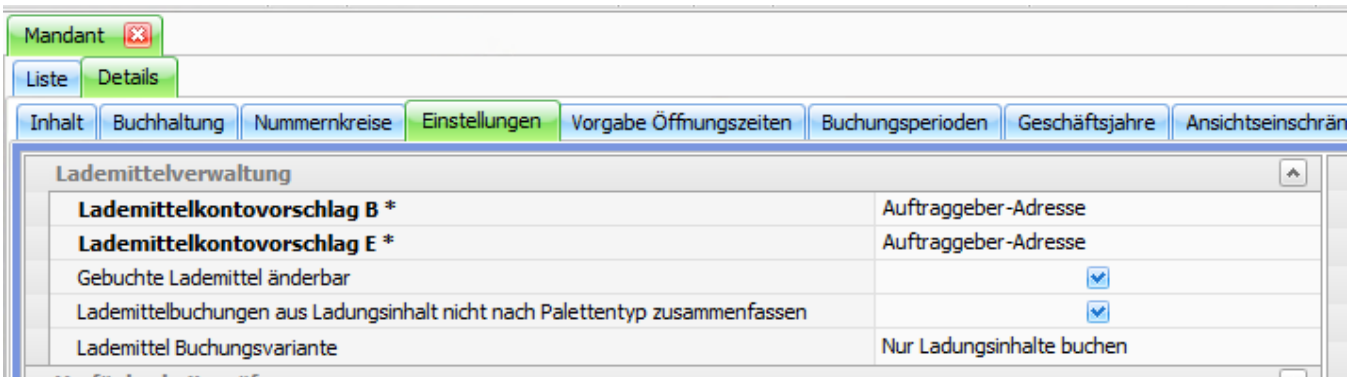 Mandant
Liste Details
Inhalt Buchhaltung Nummernkreise Einstellungen Vorgabe Öffnungszeiten Buchungsperioden Geschäftsjahre Ansichtseinschrän
Lademittelverwaltung
Lademittelkontovorschlag B * Auftraggeber-Adresse
Lademittelkontovorschlag E * Auftraggeber-Adresse
Gebuchte Lademittel änderbar
Lademittelbuchungen aus Ladungsinhalt nicht nach Palettentyp zusammenfassen
Lademittel Buchungsvariante Nur Ladungsinhalte buchen